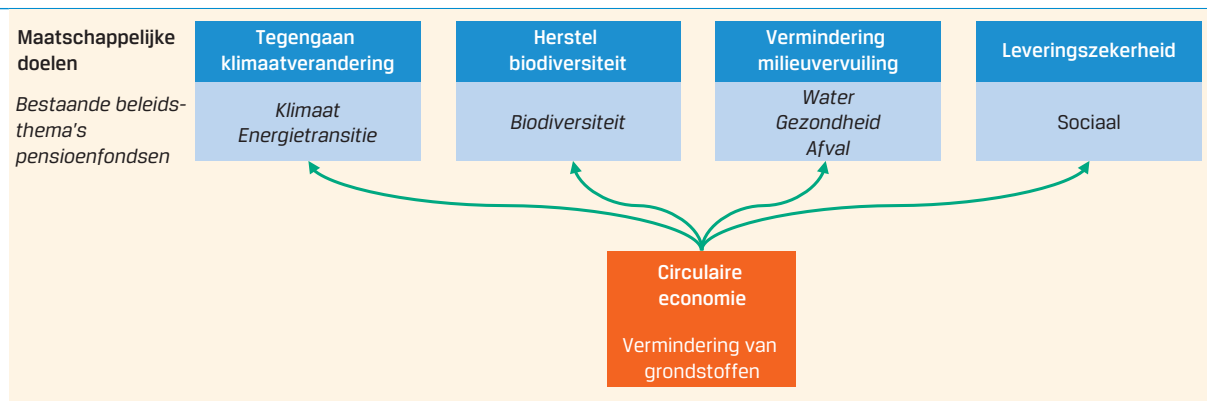 Maatschappelijke
doelen
Bestaande beleids-
thema's
pensioenfondsen
Tegengaan
klimaatverandering
Klimaat
Energietransitie
Herstel
biodiversiteit
Biodiversiteit
Vermindering
milieuvervuiling
Water
Gezondheid
Afval
Leveringszekerheid
Sociaal
Circulaire
economie
Vermindering van
grondstoffen